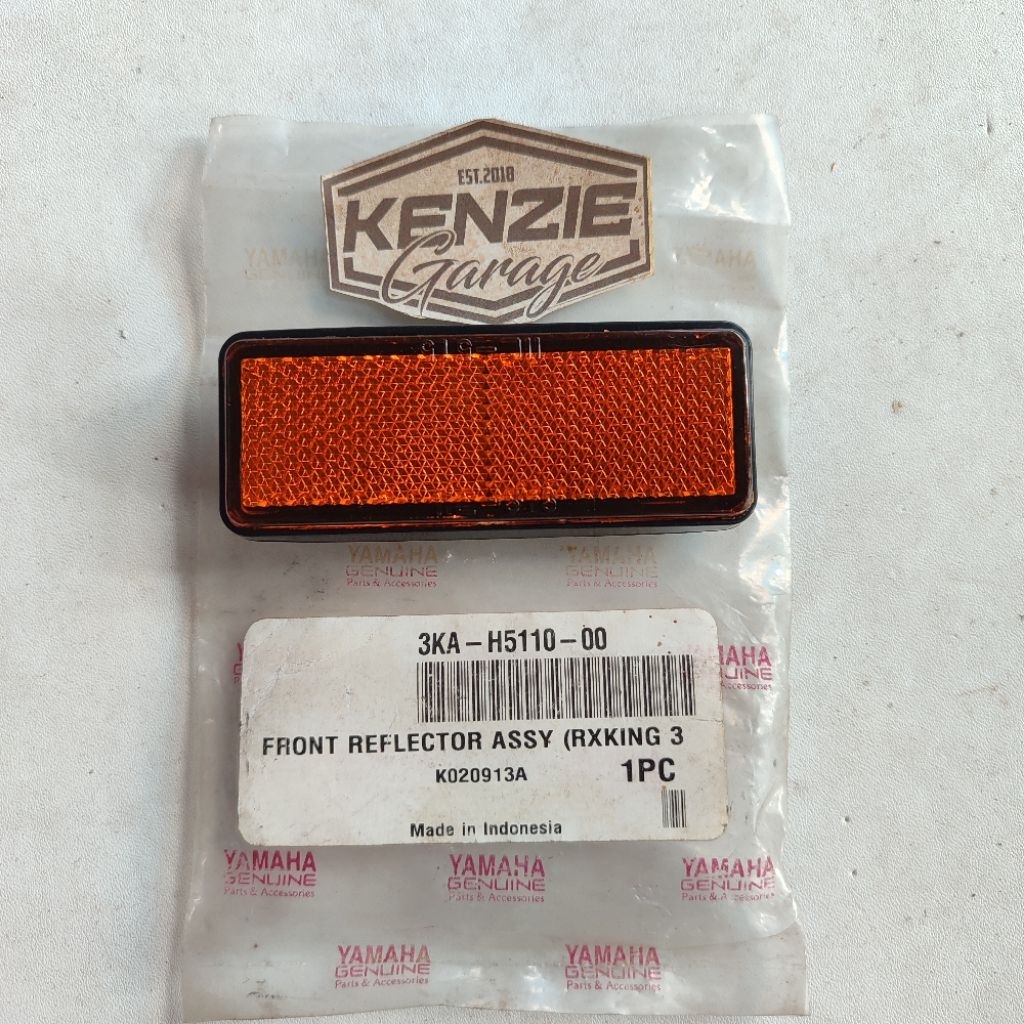 EST.2018
KENZIE
Garage
YAMAHA
GENUINE
Parts & Accessories
YAMAHA
GENUINE
Parts & Accessories
3KA-H5110-00
FRONT REFLECTOR ASSY (RXKING 3
K020913A
1PC
Made in Indonesia
YAMAHA
GENUINE
Parts & Accessories
YAMAHA
GENUINE
Parts & Accessories
YAMAHA
GENUINE
Parts & Accessories
YAMAHA
GENUINE
Parts & Accessories
YAMAHA
GENUINE
Parts & Accessories